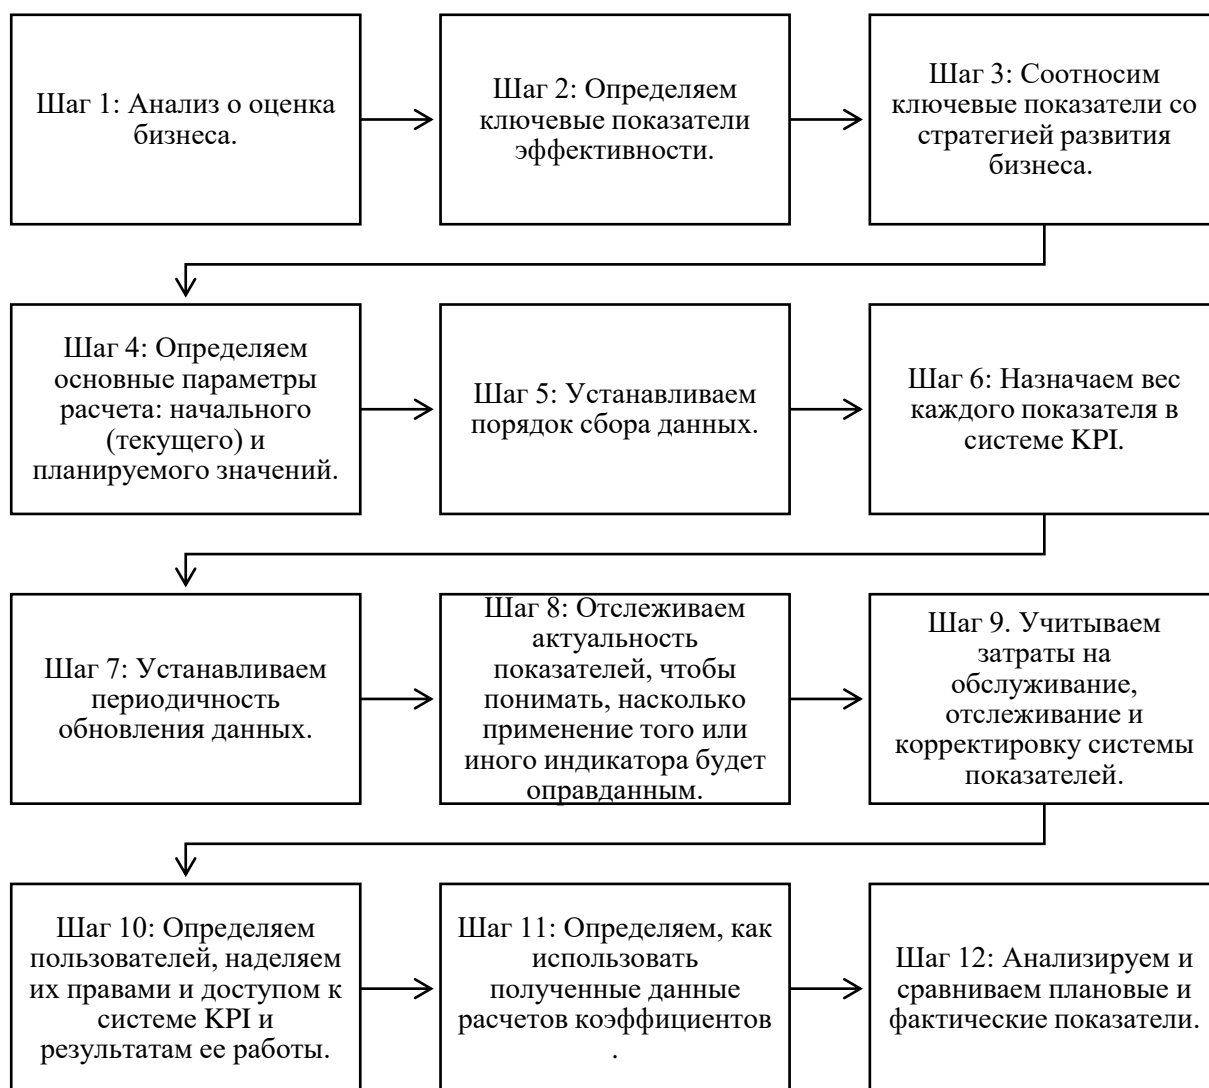 Шаг 1: Анализ о оценка
бизнеса.
Шаг 2: Определяем
ключевые показатели
эффективности.
Шаг 3: Соотносим
ключевые показатели со
стратегией развития
бизнеса.
Шаг 4: Определяем
основные параметры
расчета: начального
(текущего) и
планируемого значений.
Шаг 5: Устанавливаем
порядок сбора данных.
Шаг 6: Назначаем вес
каждого показателя в
системе KPI.
Шаг 7: Устанавливаем
периодичность
обновления данных.
Шаг 8: Отслеживаем
актуальность
показателей, чтобы
понимать, насколько
применение того или
иного индикатора будет
оправданным.
Шаг 9. Учитываем
затраты на
обслуживание,
отслеживание и
корректировку системы
показателей.
Шаг 10: Определяем
пользователей, наделяем
их правами и доступом к
системе KPI и
результатам ее работы.
Шаг 11: Определяем, как
использовать
полученные данные
расчетов коэффициентов
.
Шаг 12: Анализируем и
сравниваем плановые и
фактические показатели.